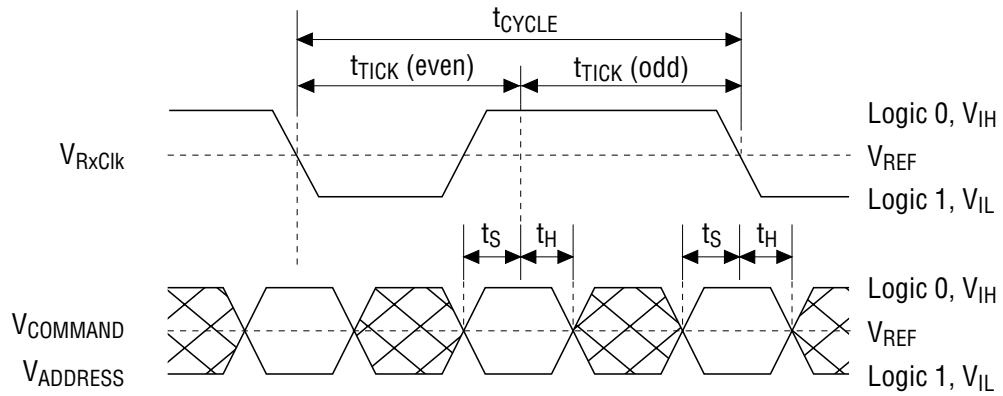 tCYCLE
tTICK (even)
tTICK (odd)
Logic 0, VIH
VRxClk
VREF
Logic 1, VIL
tS
tH
tS
tH
Logic 0, VIH
VCOMMAND
VREF
VADDRESS
Logic 1, VIL